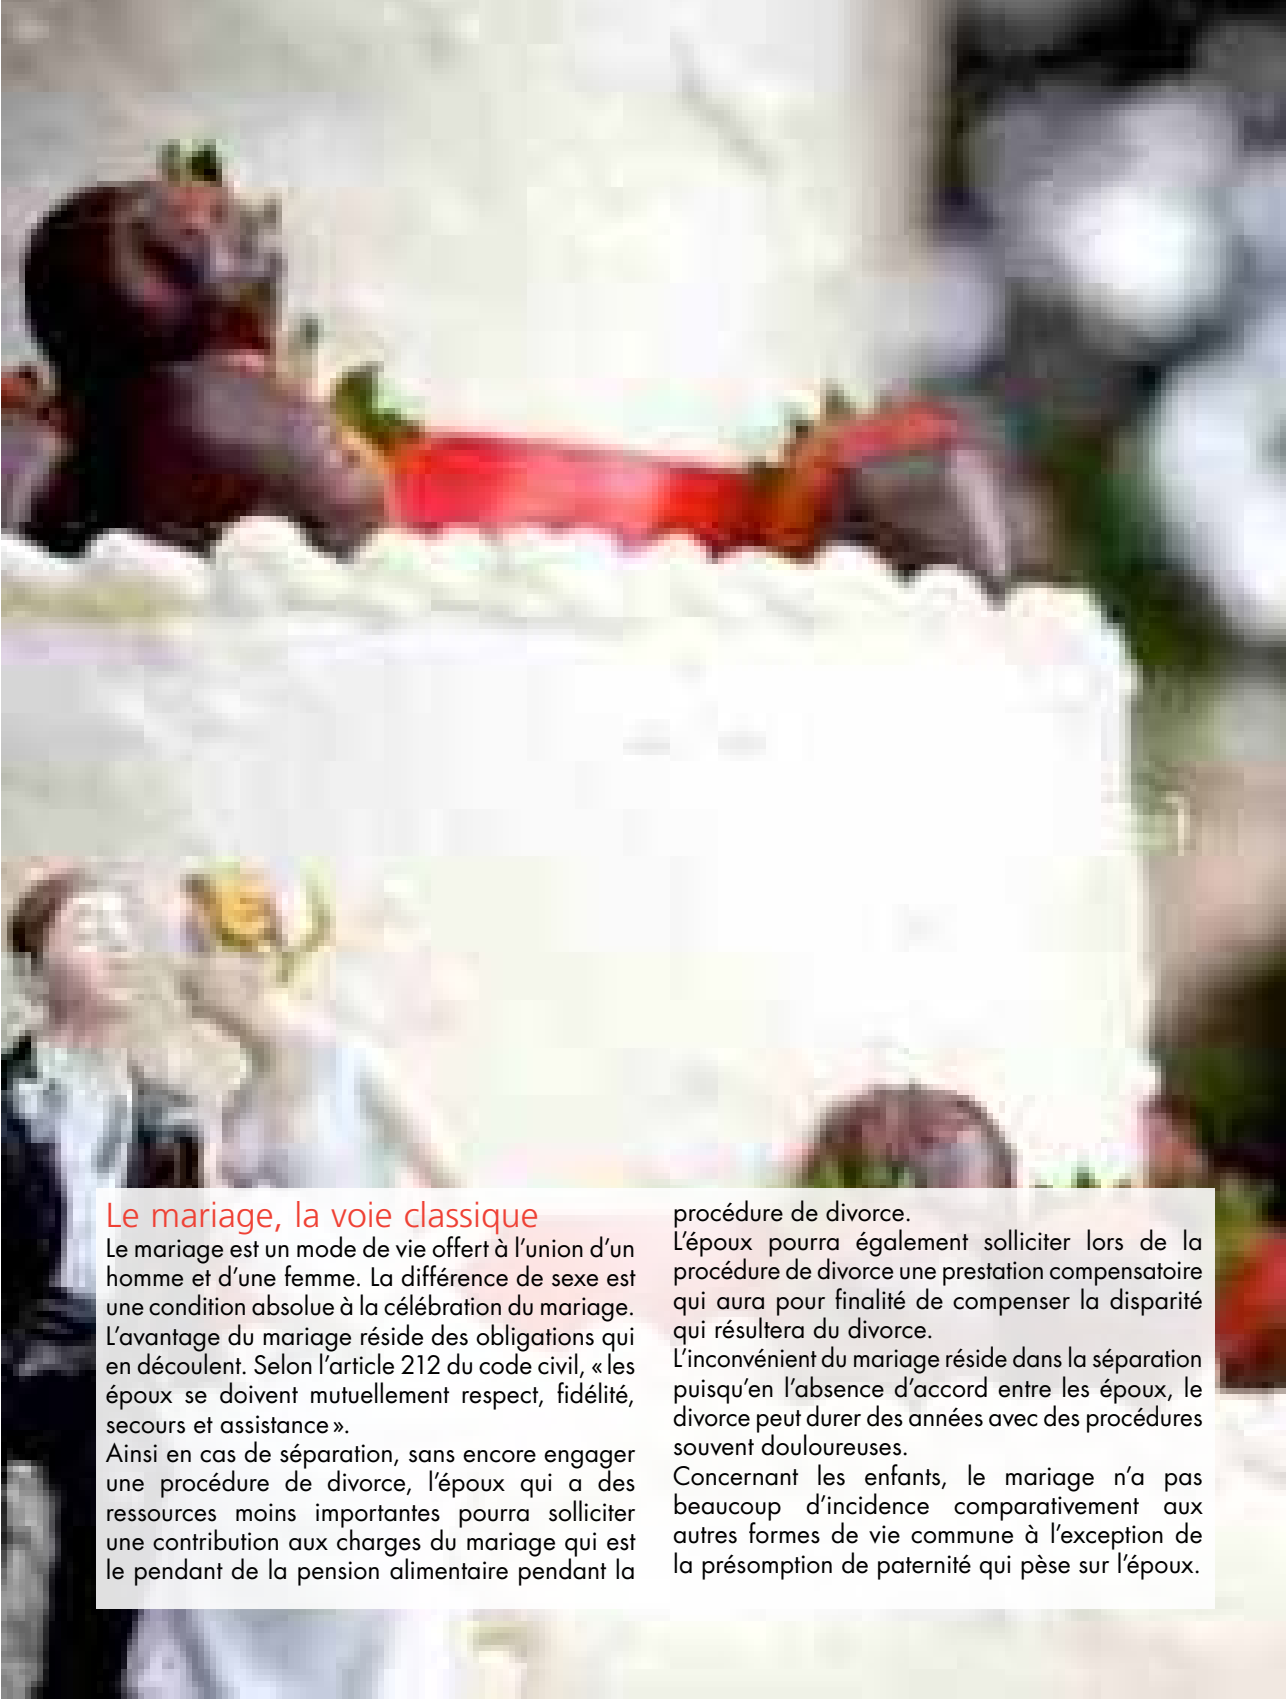 Le mariage, la voie classique
Le mariage est un mode de vie offert à l’union d’un
homme et d’une femme. La différence de sexe est
une condition absolue à la célébration du mariage.
L’avantage du mariage réside des obligations qui
en découlent. Selon l’article 212 du code civil, « les
époux se doivent mutuellement respect, fidélité,
secours et assistance ».
Ainsi en cas de séparation, sans encore engager
une procédure de divorce, l’époux qui a des
ressources moins importantes pourra solliciter
une contribution aux charges du mariage qui est
le pendant de la pension alimentaire pendant la
procédure de divorce.
L’époux pourra également solliciter lors de la
procédure de divorce une prestation compensatoire
qui aura pour finalité de compenser la disparité
qui résultera du divorce.
L’inconvénient du mariage réside dans la séparation
puisqu’en l’absence d’accord entre les époux, le
divorce peut durer des années avec des procédures
souvent douloureuses.
Concernant les enfants, le mariage n’a pas
beaucoup d’incidence comparativement aux
autres formes de vie commune à l’exception de
la présomption de paternité qui pèse sur l’époux.